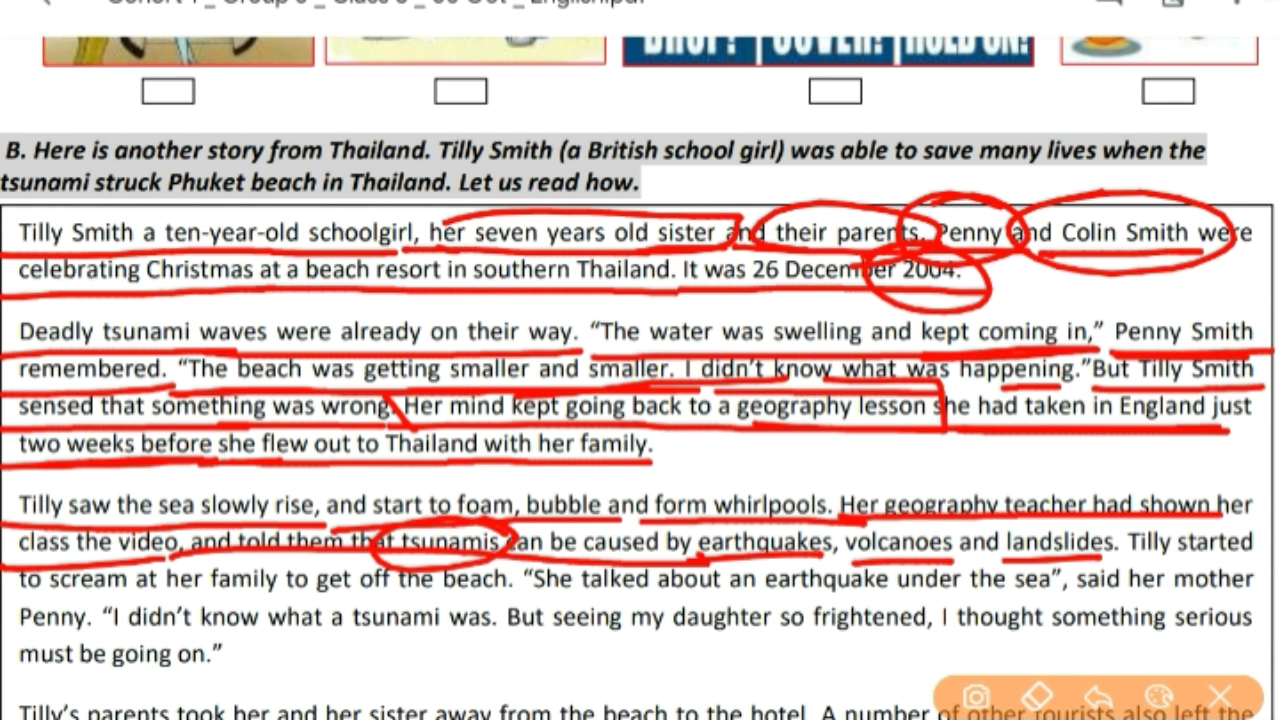 DROP! COVER! HOLD ON!
B. Here is another story from Thailand. Tilly Smith (a British school girl) was able to save many lives when the
tsunami struck Phuket beach in Thailand. Let us read how.
Tilly Smith a ten-year-old schoolgirl, her seven years old sister and their parents, Penny and Colin Smith were
celebrating Christmas at a beach resort in southern Thailand. It was 26 December 2004.
Deadly tsunami waves were already on their way. “The water was swelling and kept coming in,” Penny Smith
remembered. “The beach was getting smaller and smaller. I didn’t know what was happening.”But Tilly Smith
sensed that something was wrong. Her mind kept going back to a geography lesson she had taken in England just
two weeks before she flew out to Thailand with her family.
Tilly saw the sea slowly rise, and start to foam, bubble and form whirlpools. Her geography teacher had shown her
class the video, and told them that tsunamis can be caused by earthquakes, volcanoes and landslides. Tilly started
to scream at her family to get off the beach. “She talked about an earthquake under the sea”, said her mother
Penny. “I didn’t know what a tsunami was. But seeing my daughter so frightened, I thought something serious
must be going on.”
Tilly’s parents took her and her sister away from the beach to the hotel. A number of other tourists also left the